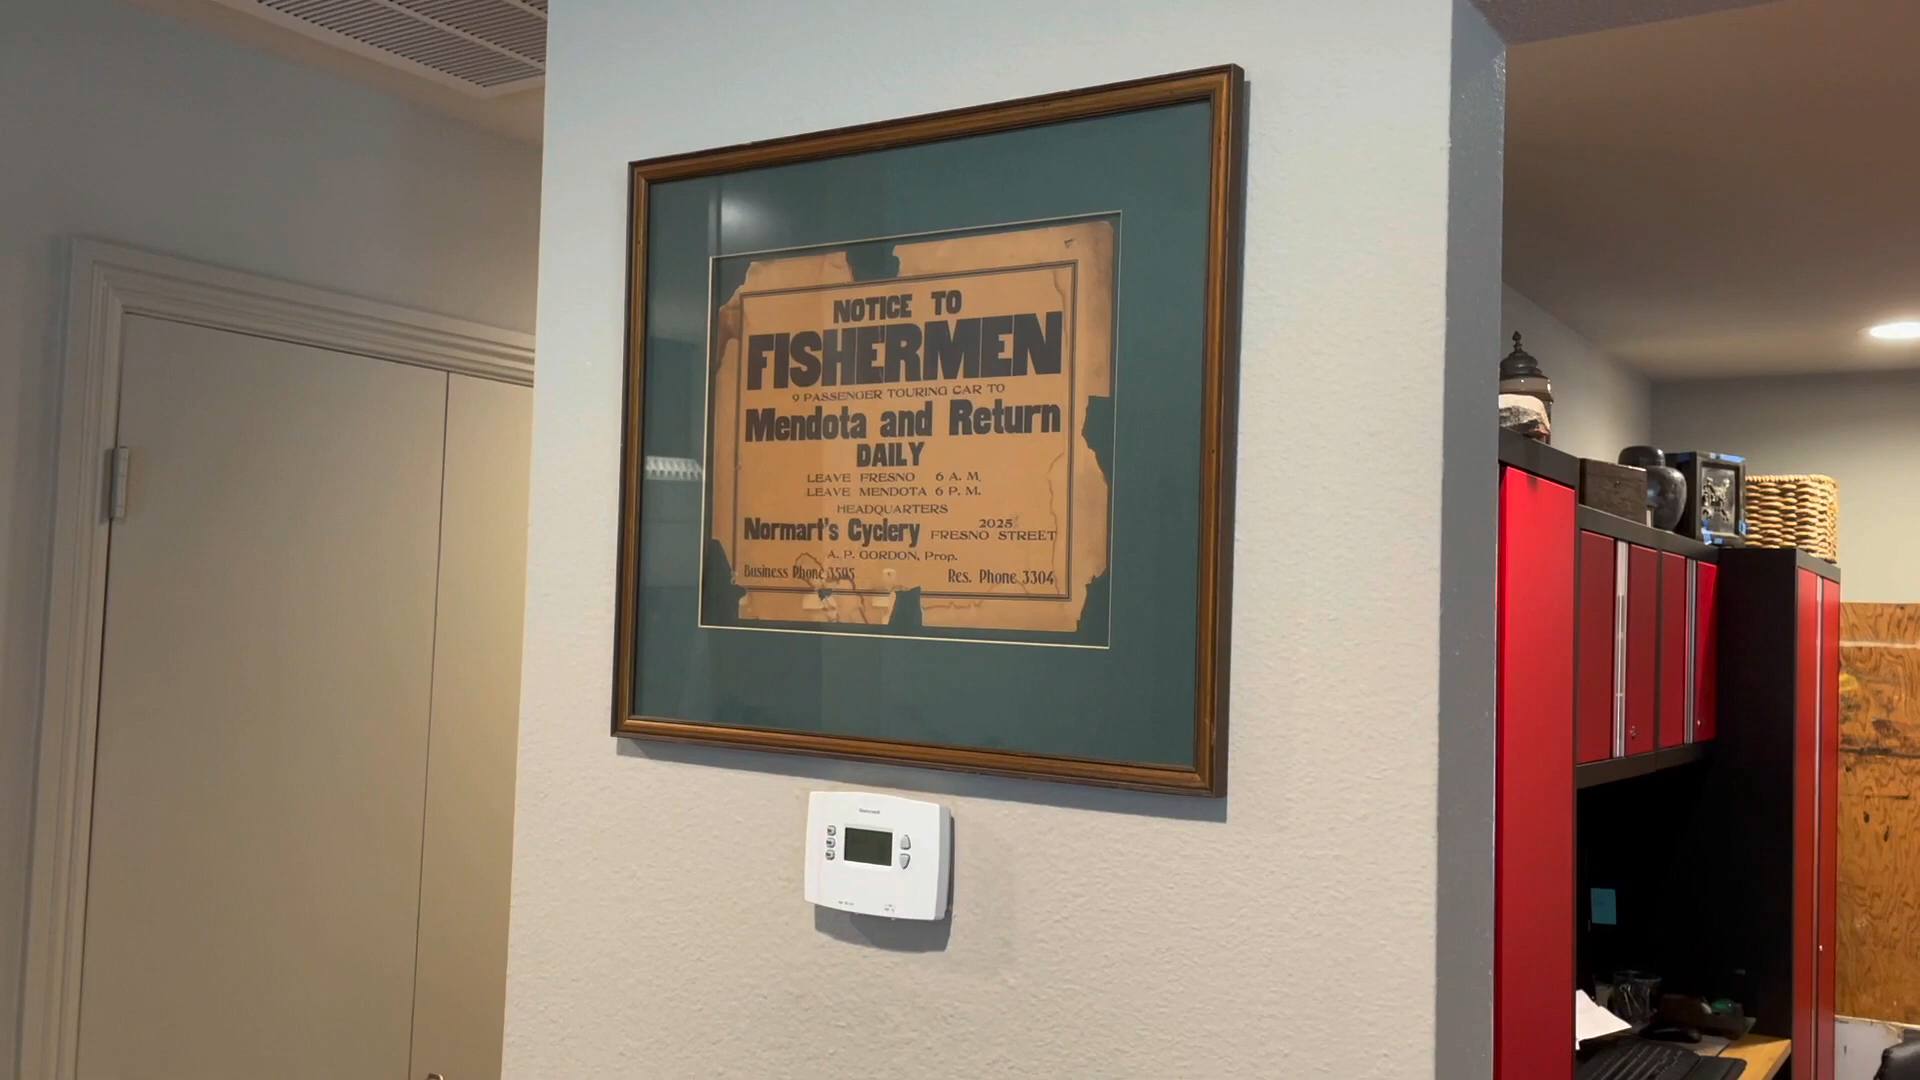 NOTICE TO
FISHERMEN
9 PASSENGER TOURING CAR TO
Mendota and Return
DAILY
LEAVE FRESNO 6 A. M.
LEAVE MENDOTA 6 P. M.
HEADQUARTERS
Normart's Cyclery 2025 FRESNO STREET
A. P. GORDON, Prop.
Business Phone 3595 Res. Phone 3304
Honeywell